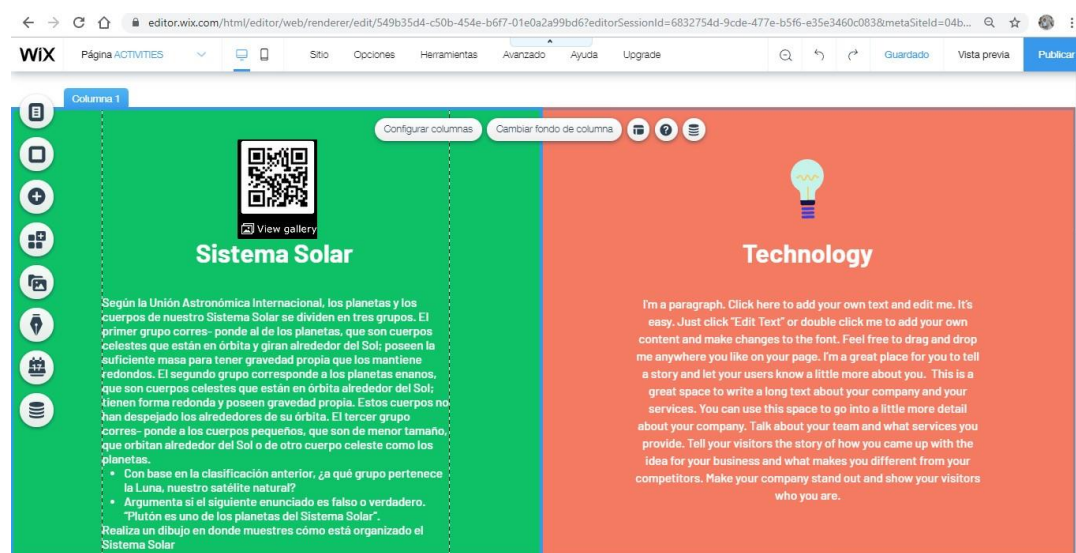 editor.wix.com/html/editor/web/renderer/edit/549b35d4-c50b-454e-b6f7-01e0a2a99bd6?editorSessionId=6832754d-9cde-477e-b5f6-e35e3460c083&metaSiteId=04b...
WiX Página ACTIVITIES Sitio Opciones Herramientas Avanzado Ayuda Upgrade Guardado Vista previa Publicar
Columna 1
Configurar columnas Cambiar fondo de columna
View gallery
Sistema Solar
Según la Unión Astronómica Internacional, los planetas y los
cuerpos de nuestro Sistema Solar se dividen en tres grupos. El
primer grupo corres- ponde al de los planetas, que son cuerpos
celestes que están en órbita y giran alrededor del Sol; poseen la
suficiente masa para tener gravedad propia que los mantiene
redondos. El segundo grupo corresponde a los planetas enanos,
que son cuerpos celestes que están en órbita alrededor del Sol;
tienen forma redonda y poseen gravedad propia. Estos cuerpos no
han despejado los alrededores de su órbita. El tercer grupo
corres- ponde a los cuerpos pequeños, que son de menor tamaño,
que orbitan alrededor del Sol o de otro cuerpo celeste como los
planetas.
• Con base en la clasificación anterior, ¿a qué grupo pertenece
la Luna, nuestro satélite natural?
• Argumenta si el siguiente enunciado es falso o verdadero.
"Plutón es uno de los planetas del Sistema Solar".
Realiza un dibujo en donde muestres cómo está organizado el
Sistema Solar
Technology
I'm a paragraph. Click here to add your own text and edit me. It's
easy. Just click "Edit Text" or double click me to add your own
content and make changes to the font. Feel free to drag and drop
me anywhere you like on your page. I'm a great place for you to tell
a story and let your users know a little more about you. This is a
great space to write a long text about your company and your
services. You can use this space to go into a little more detail
about your company. Talk about your team and what services you
provide. Tell your visitors the story of how you came up with the
idea for your business and what makes you different from your
competitors. Make your company stand out and show your visitors
who you are.
17